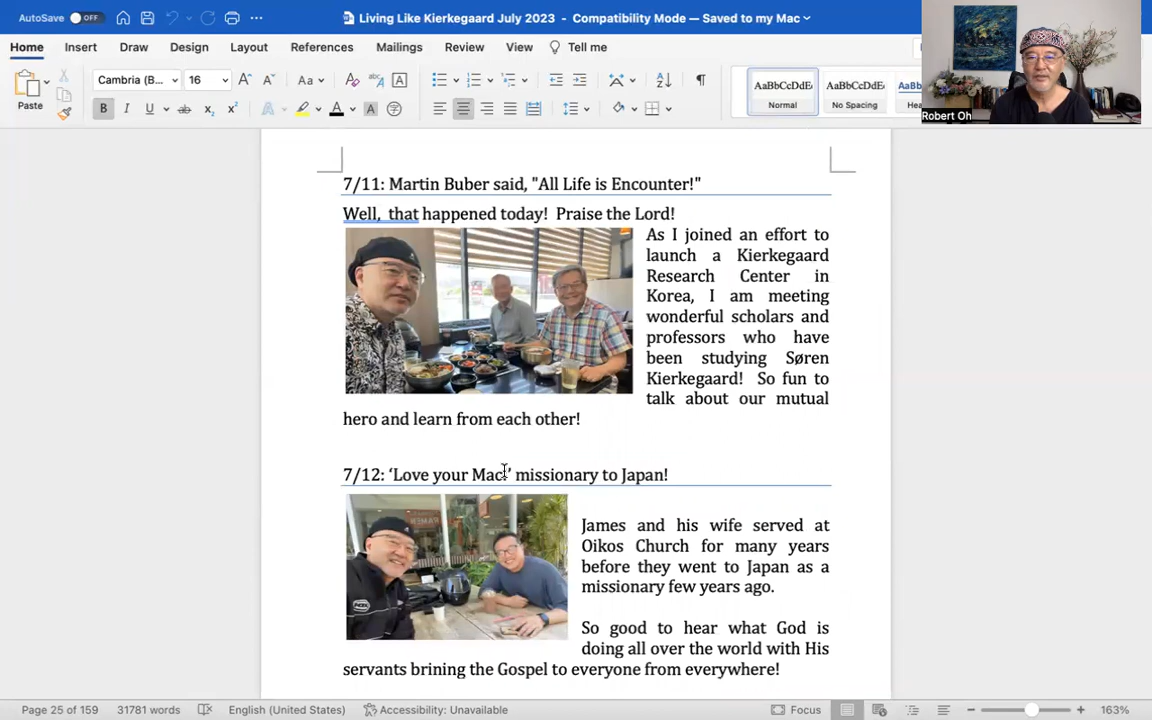 AutoSave OFF Living Like Kierkegaard July 2023 - Compatibility Mode — Saved to my Mac
Home Insert Draw Design Layout References Mailings Review View Tell me
Paste Cambria (B... 16 Aa AaBbCcDdE AaBbCcDdEe AaBb
Normal No Spacing Hea
Robert Oh
7/11: Martin Buber said, "All Life is Encounter!"
Well, that happened today! Praise the Lord!
As I joined an effort to
launch a Kierkegaard
Research Center in
Korea, I am meeting
wonderful scholars and
professors who have
been studying Søren
Kierkegaard! So fun to
talk about our mutual
hero and learn from each other!
7/12: ‘Love your Mac!’ missionary to Japan!
James and his wife served at
Oikos Church for many years
before they went to Japan as a
missionary few years ago.
So good to hear what God is
doing all over the world with His
servants brining the Gospel to everyone from everywhere!
Page 25 of 159 31781 words English (United States) Accessibility: Unavailable Focus 163%